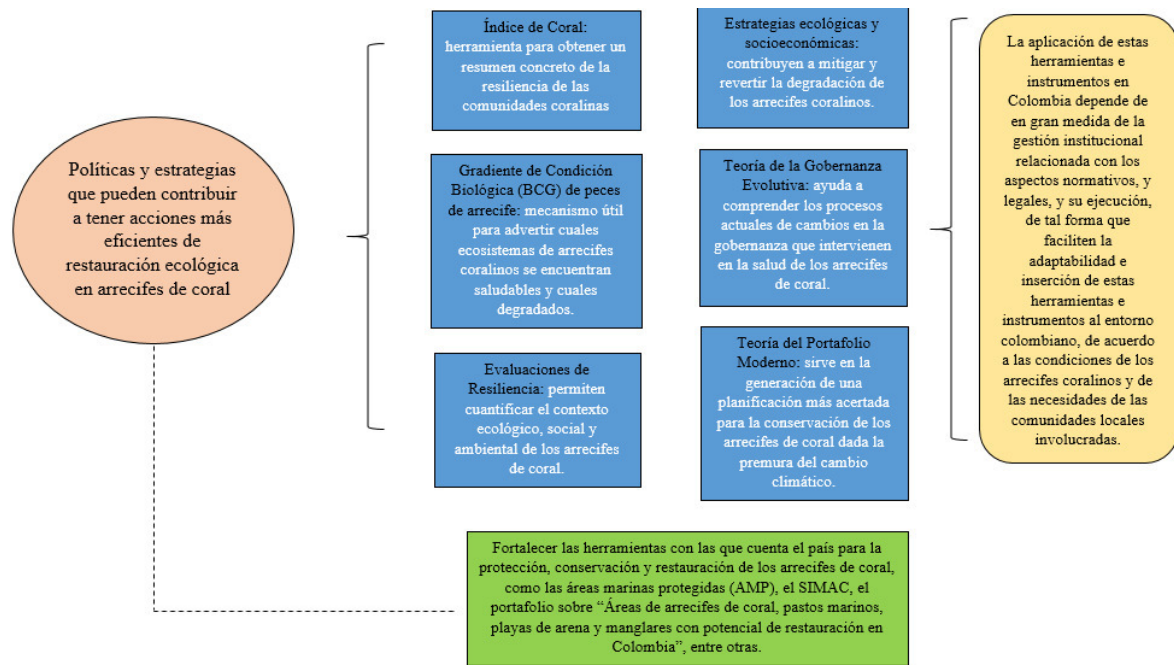 Políticas y estrategias
que pueden contribuir
a tener acciones más
eficientes de
restauración ecológica
en arrecifes de coral
Índice de Coral:
herramienta para obtener un
resumen concreto de la
resiliencia de las
comunidades coralinas
Gradiente de Condición
Biológica (BCG) de peces
de arrecife: mecanismo útil
para advertir cuales
ecosistemas de arrecifes
coralinos se encuentran
saludables y cuales
degradados.
Evaluaciones de
Resiliencia: permiten
cuantificar el contexto
ecológico, social y
ambiental de los arrecifes
de coral.
Estrategias ecológicas y
socioeconómicas:
contribuyen a mitigar y
revertir la degradación de
los arrecifes coralinos.
Teoría de la Gobernanza
Evolutiva: ayuda a
comprender los procesos
actuales de cambios en la
gobernanza que intervienen
en la salud de los arrecifes
de coral.
Teoría del Portafolio
Moderno: sirve en la
generación de una
planificación más acertada
para la conservación de los
arrecifes de coral dada la
premura del cambio
climático.
La aplicación de estas
herramientas e
instrumentos en
Colombia depende de
en gran medida de la
gestión institucional
relacionada con los
aspectos normativos, y
legales, y su ejecución,
de tal forma que
faciliten la
adaptabilidad e
inserción de estas
herramientas e
instrumentos al entorno
colombiano, de acuerdo
a las condiciones de los
arrecifes coralinos y de
las necesidades de las
comunidades locales
involucradas.
Fortalecer las herramientas con las que cuenta el país para la
protección, conservación y restauración de los arrecifes de coral,
como las áreas marinas protegidas (AMP), el SIMAC, el
portafolio sobre “Áreas de arrecifes de coral, pastos marinos,
playas de arena y manglares con potencial de restauración en
Colombia”, entre otras.